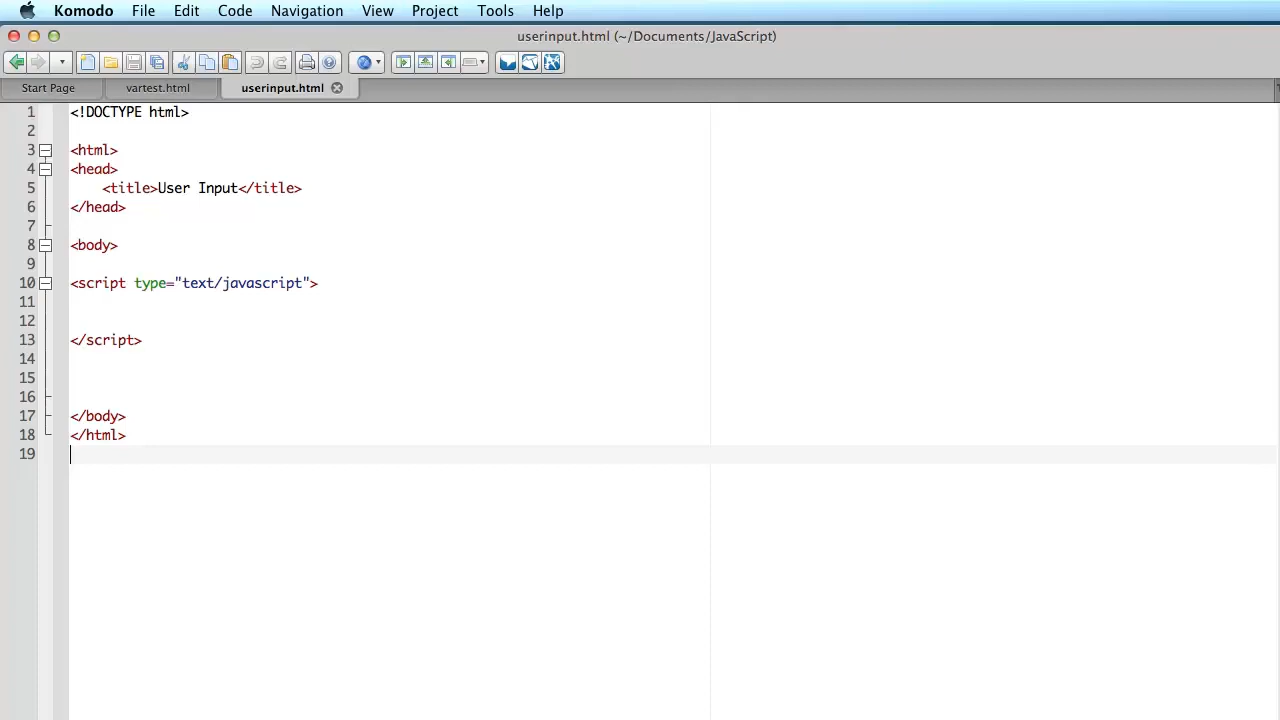 Komodo File Edit Code Navigation View Project Tools Help
userinput.html (~/Documents/JavaScript)
Start Page vartest.html userinput.html
1 <!DOCTYPE html>
2
3 <html>
4 <head>
5 <title>User Input</title>
6 </head>
7
8 <body>
9
10 <script type="text/javascript">
11
12
13 </script>
14
15
16
17 </body>
18 </html>
19